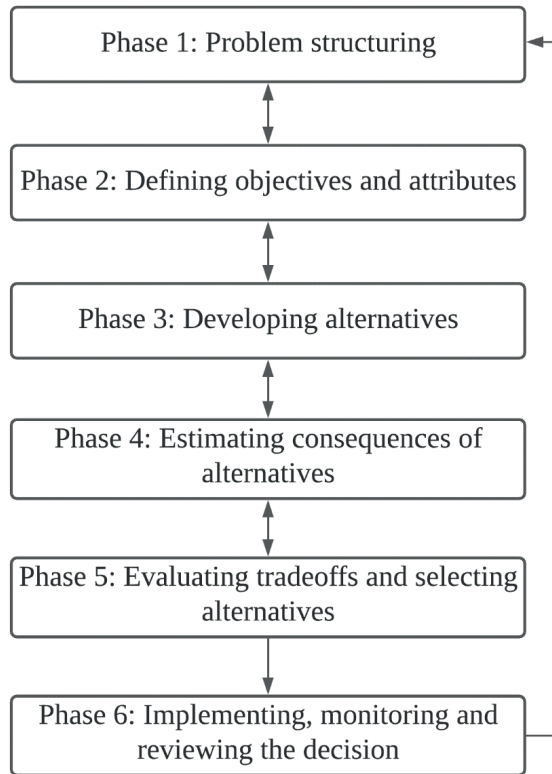 Phase 1: Problem structuring
Phase 2: Defining objectives and attributes
Phase 3: Developing alternatives
Phase 4: Estimating consequences of
alternatives
Phase 5: Evaluating tradeoffs and selecting
alternatives
Phase 6: Implementing, monitoring and
reviewing the decision